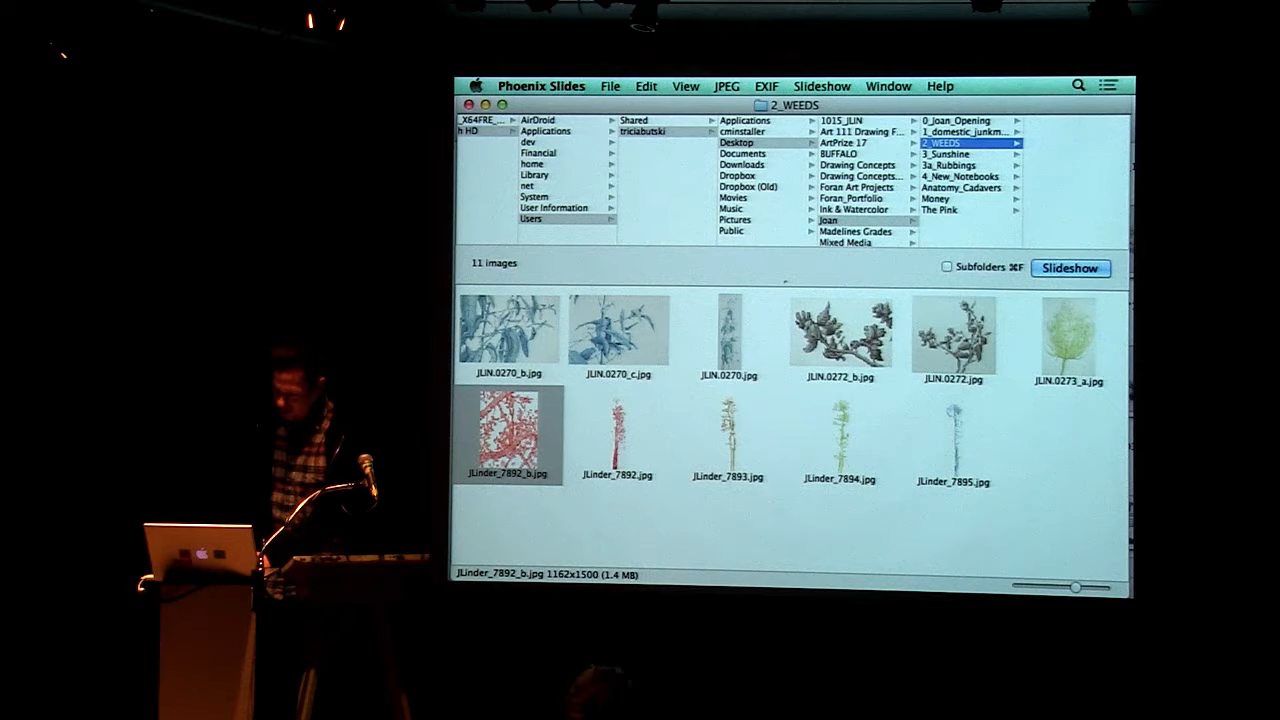 Phoenix Slides File Edit View JPEG EXIF Slideshow Window Help
2_WEEDS
_X64FRE_...
h HD
AirDroid
Applications
dev
Financial
home
Library
net
System
User Information
Users
Shared
triciabutski
Applications
cminstaller
Desktop
Documents
Downloads
Dropbox
Dropbox (Old)
Movies
Music
Pictures
Public
1015_JLIN
Art 111 Drawing F...
ArtPrize 17
BUFFALO
Drawing Concepts
Drawing Concepts...
Foran Art Projects
Foran_Portfolio
Ink & Watercolor
Joan
Madelines Grades
Mixed Media
0_Joan_Opening
1_domestic_junkm...
2_WEEDS
3_Sunshine
3a_Rubbings
4_New_Notebooks
Anatomy_Cadavers
Money
The Pink
11 images
Subfolders ⌘F
Slideshow
JLIN.0270_b.jpg
JLIN.0270_c.jpg
JLIN.0270.jpg
JLIN.0272_b.jpg
JLIN.0272.jpg
JLIN.0273_a.jpg
JLinder_7892_b.jpg
JLinder_7892.jpg
JLinder_7893.jpg
JLinder_7894.jpg
JLinder_7895.jpg
JLinder_7892_b.jpg 1162x1500 (1.4 MB)